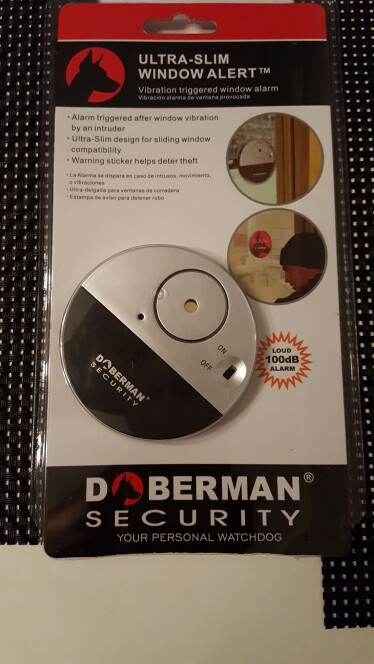 ULTRA-SLIM
WINDOW ALERT™
Vibration triggered window alarm
Vibración alarma de ventana provocada
• Alarm triggered after window vibration
by an intruder
• Ultra-Slim design for sliding window
compatibility
• Warning sticker helps deter theft
• La Alarma se dispara en caso de intrusos, movimiento,
o vibraciones
• Ultra-delgada para ventanas de corredera
• Estampa de aviso para detener robo
ON
OFF
DOBERMAN®
SECURITY
LOUD
100dB
ALARM
DOBERMAN®
SECURITY
YOUR PERSONAL WATCHDOG